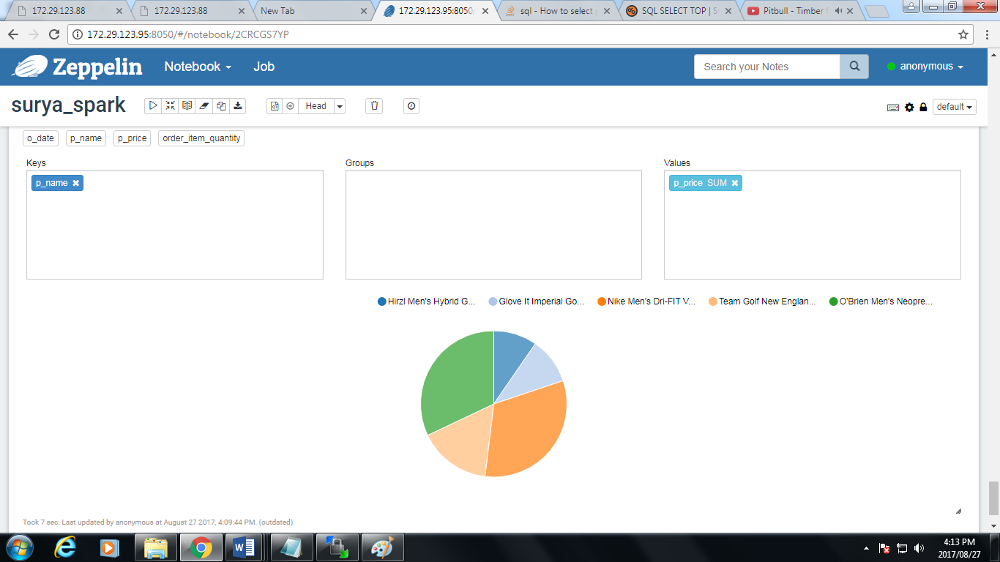 172.29.123.88 172.29.123.88 New Tab 172.29.123.95:8050/ sql - How to select SQL SELECT TOP | S Pitbull - Timber
172.29.123.95:8050/#/notebook/2CRCGS7YP
Zeppelin Notebook Job Search your Notes anonymous
surya_spark Head default
o_date p_name p_price order_item_quantity
Keys Groups Values
p_name p_price SUM
Hirzl Men's Hybrid G... Glove It Imperial Go... Nike Men's Dri-FIT V... Team Golf New Englan... O'Brien Men's Neopre...
Took 7 sec. Last updated by anonymous at August 27 2017, 4:09:44 PM. (outdated)
4:13 PM
2017/08/27